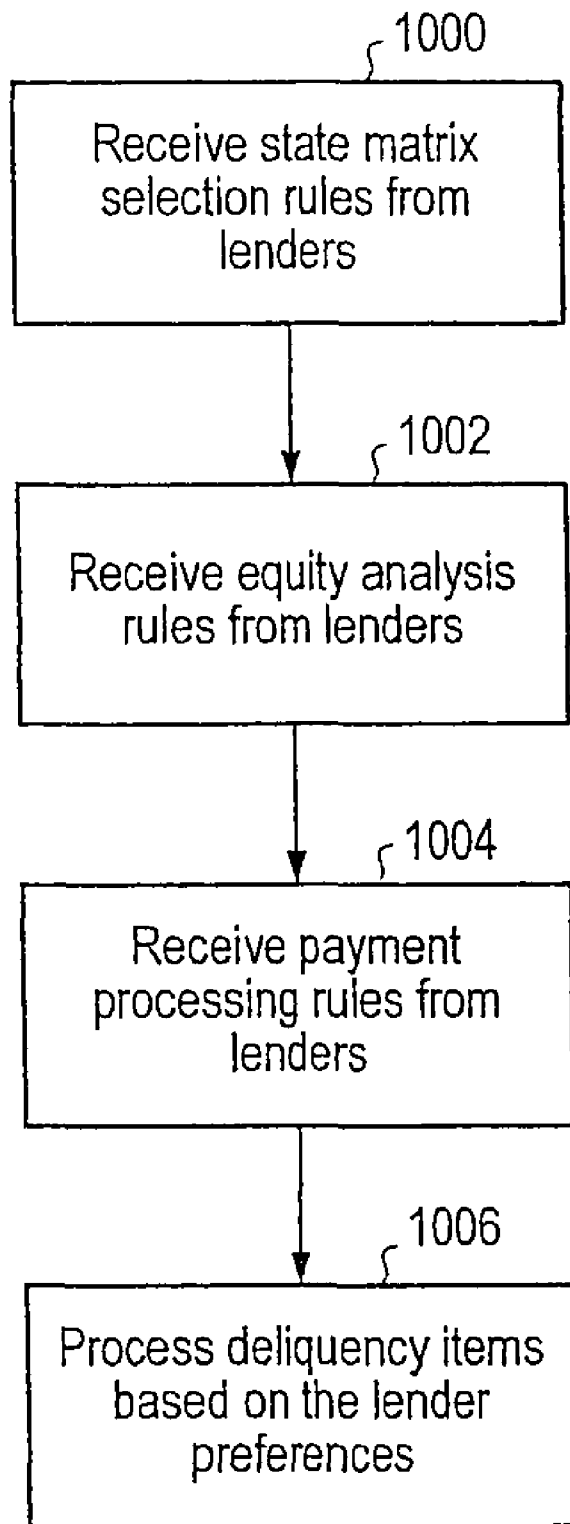 1000
Receive state matrix
selection rules from
lenders
1002
Receive equity analysis
rules from lenders
1004
Receive payment
processing rules from
lenders
1006
Process deliquency items
based on the lender
preferences